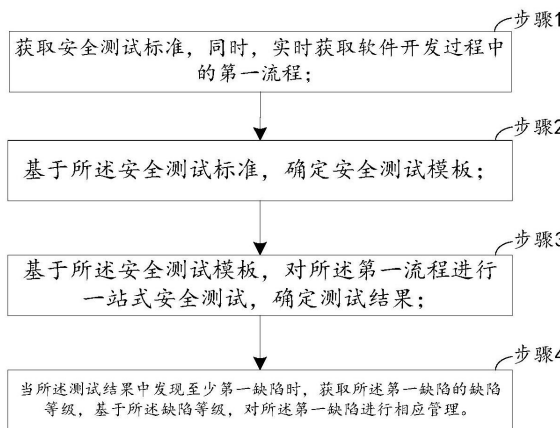 步骤1
获取安全测试标准，同时，实时获取软件开发过程中
的第一流程；
步骤2
基于所述安全测试标准，确定安全测试模板；
步骤3
基于所述安全测试模板，对所述第一流程进行
一站式安全测试，确定测试结果；
步骤4
当所述测试结果中发现至少第一缺陷时，获取所述第一缺陷的缺陷
等级，基于所述缺陷等级，对所述第一缺陷进行相应管理。